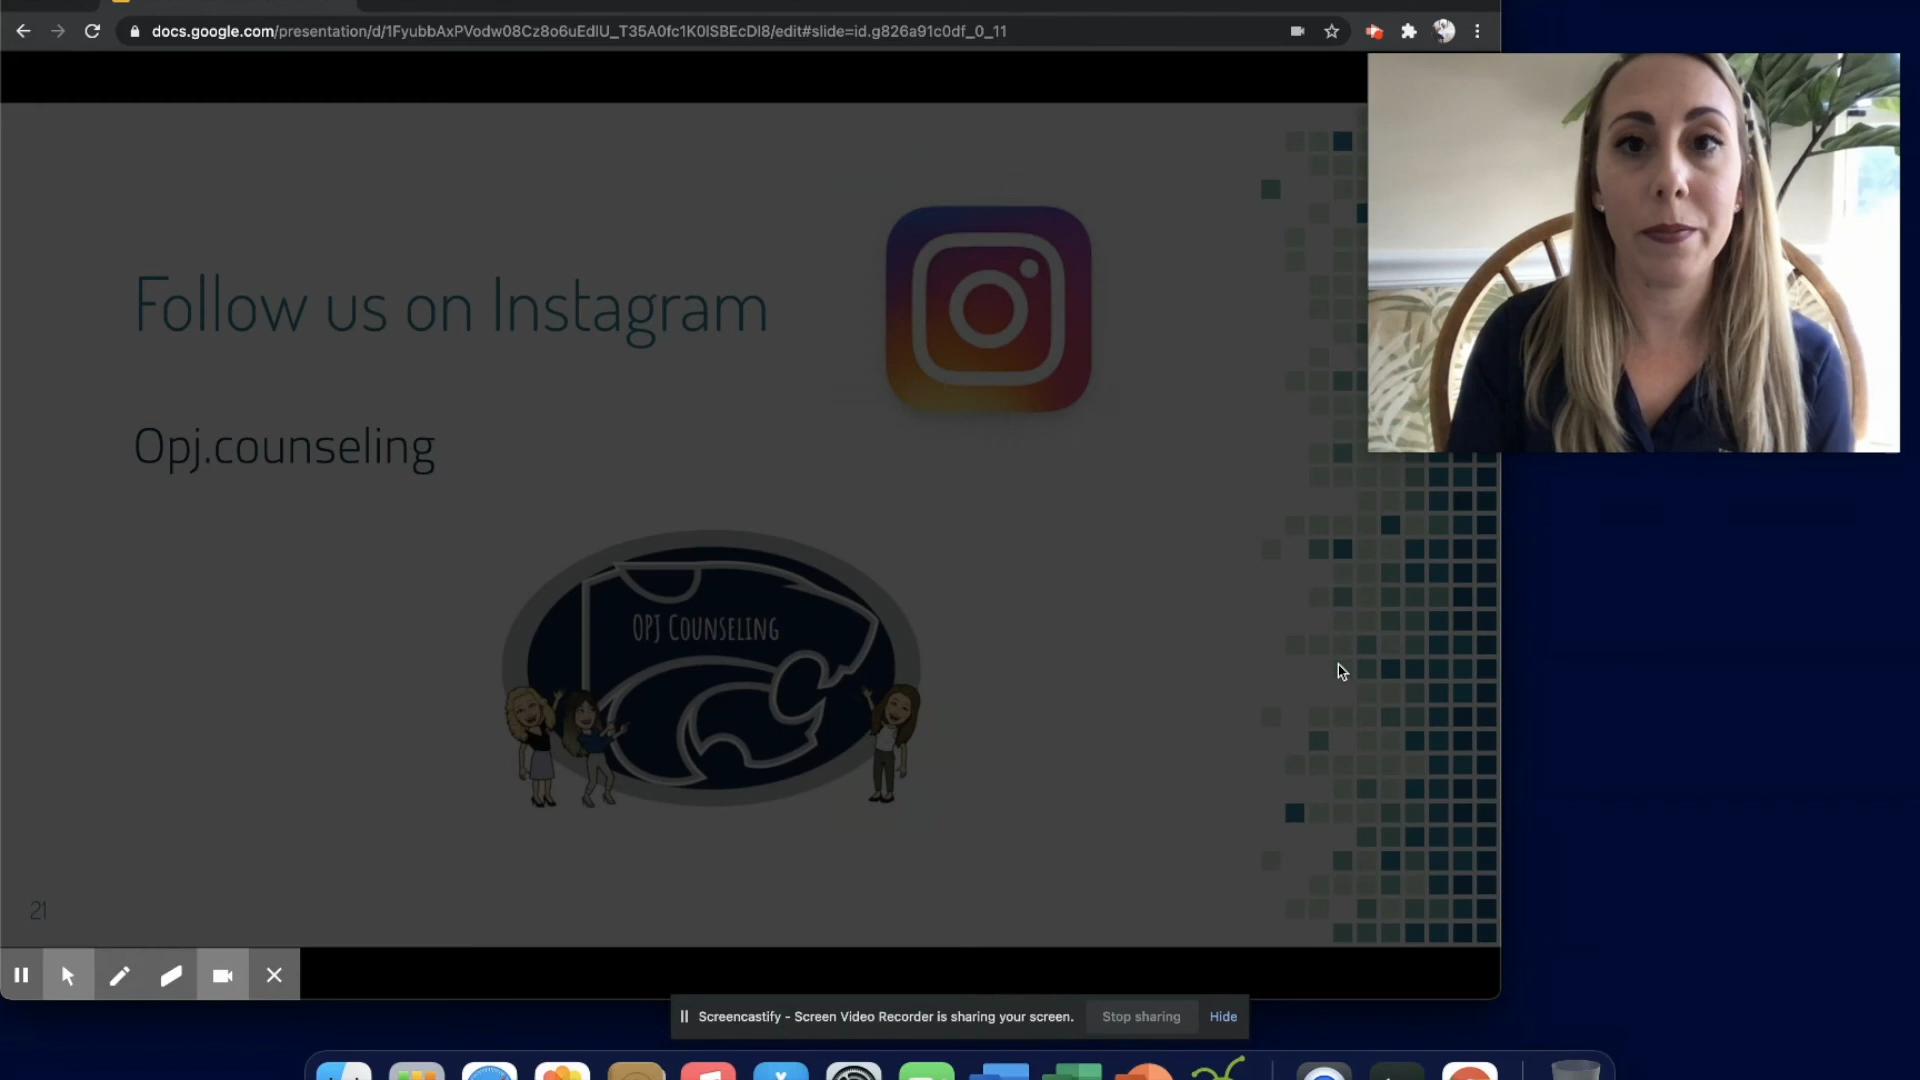 docs.google.com/presentation/d/1FyubbAxPVodw08Cz8o6uEdIU_T35A0fc1K0ISBEcDI8/edit#slide=id.g826a91c0df_0_11
Follow us on Instagram
Opj.counseling
OPJ COUNSELING
21
Screencastify - Screen Video Recorder is sharing your screen.
Stop sharing
Hide